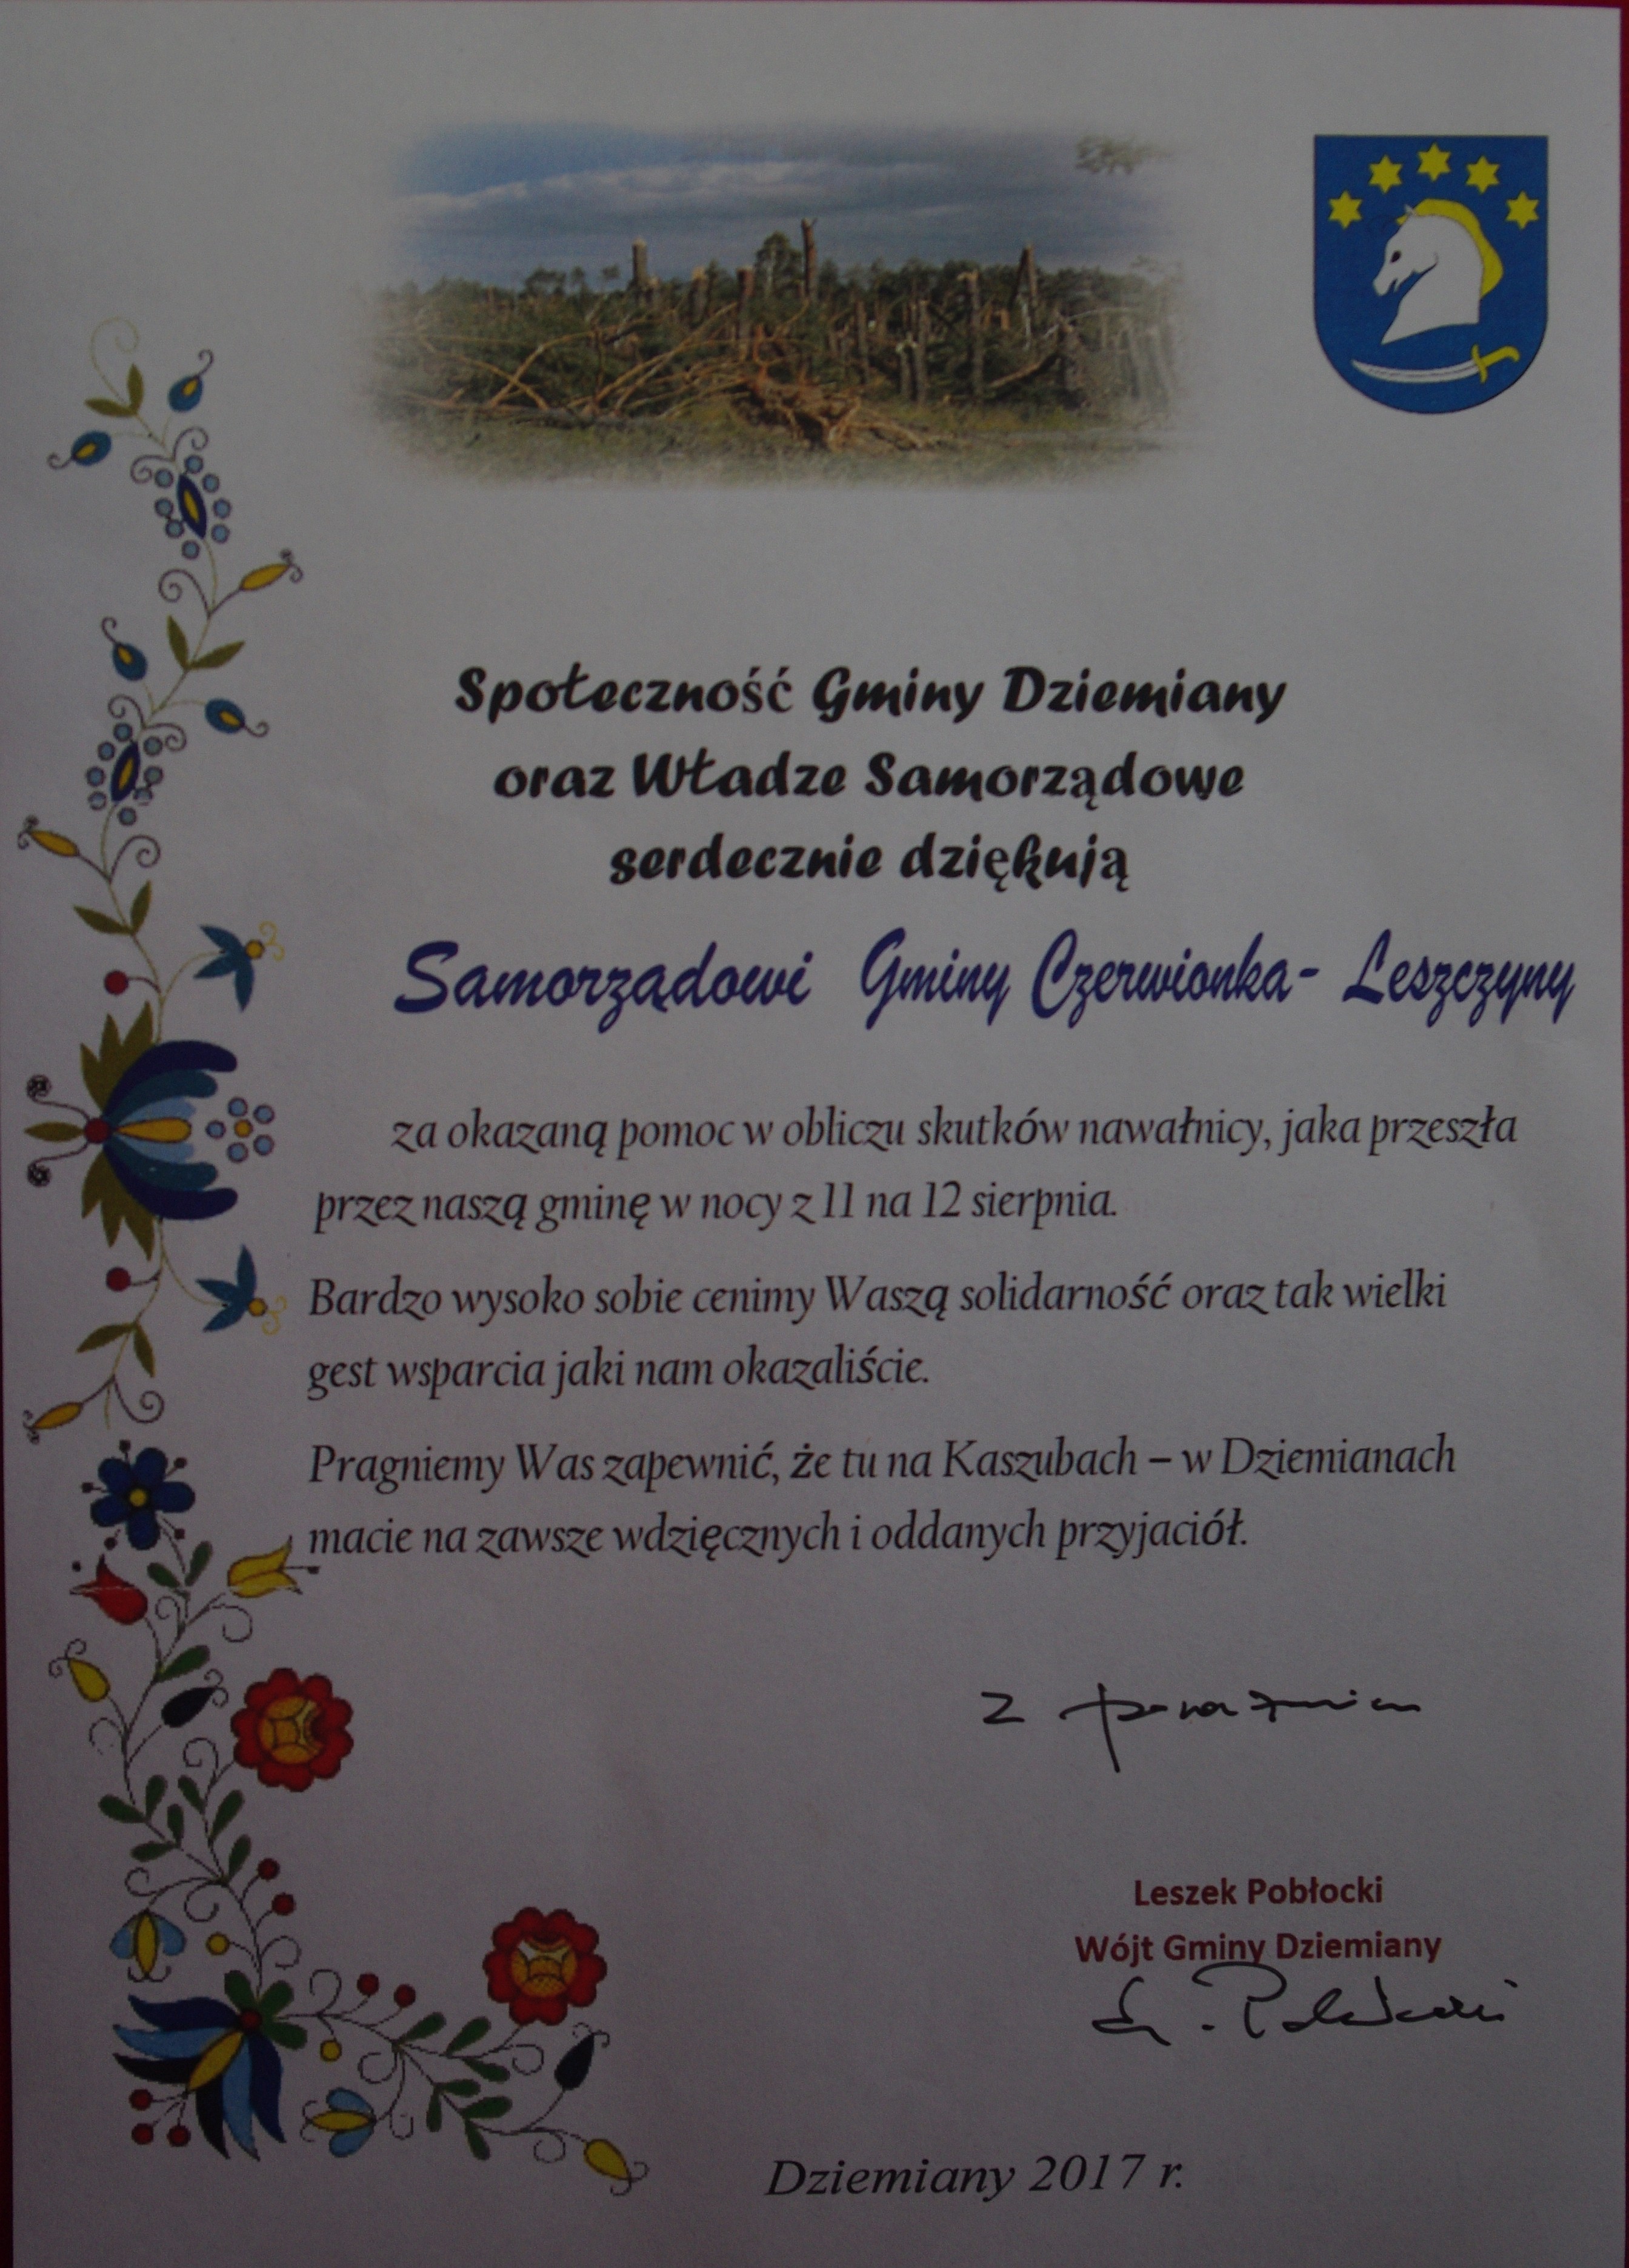 Społeczność Gminy Dziemiany
oraz Władze Samorządowe
serdecznie dziękują
Samorządowi Gminy Czerwionka- Leszczyny
za okazaną pomoc w obliczu skutków nawałnicy, jaka przeszła
przez naszą gminę w nocy z 11 na 12 sierpnia.
Bardzo wysoko sobie cenimy Waszą solidarność oraz tak wielki
gest wsparcia jaki nam okazaliście.
Pragniemy Was zapewnić, że tu na Kaszubach – w Dziemianach
macie na zawsze wdzięcznych i oddanych przyjaciół.
Z poważaniem
Leszek Pobłocki
Wójt Gminy Dziemiany
Dziemiany 2017 r.